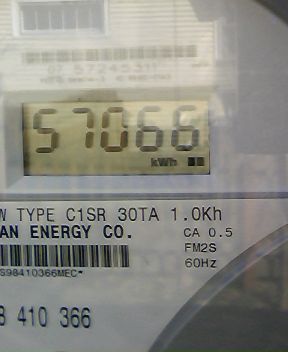 57066
kWh
W TYPE C1SR 30TA 1.0Kh
AN ENERGY CO.
CA 0.5
FM2S
60Hz
S98410366MEC*
8 410 366